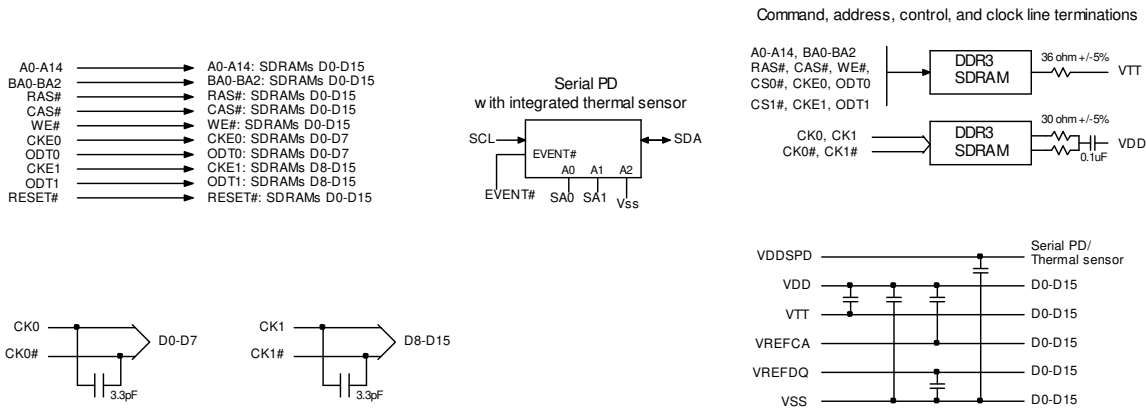 Command, address, control, and clock line terminations
A0-A14
BA0-BA2
RAS#
CAS#
WE#
CKE0
ODT0
CKE1
ODT1
RESET#
A0-A14: SDRAMs D0-D15
BA0-BA2: SDRAMs D0-D15
RAS#: SDRAMs D0-D15
CAS#: SDRAMs D0-D15
WE#: SDRAMs D0-D15
CKE0: SDRAMs D0-D7
ODT0: SDRAMs D0-D7
CKE1: SDRAMs D8-D15
ODT1: SDRAMs D8-D15
RESET#: SDRAMs D0-D15
Serial PD
with integrated thermal sensor
SCL
SDA
EVENT#
A0 A1 A2
EVENT#
SA0 SA1 Vss
A0-A14, BA0-BA2
RAS#, CAS#, WE#,
CS0#, CKE0, ODT0
CS1#, CKE1, ODT1
DDR3
SDRAM
36 ohm +/-5%
VTT
CK0, CK1
CK0#, CK1#
DDR3
SDRAM
30 ohm +/-5%
VDD
0.1uF
CK0
CK0#
D0-D7
3.3pF
CK1
CK1#
D8-D15
3.3pF
VDDSPD
Serial PD/
Thermal sensor
VDD
D0-D15
VTT
D0-D15
VREFCA
D0-D15
VREFDQ
D0-D15
VSS
D0-D15